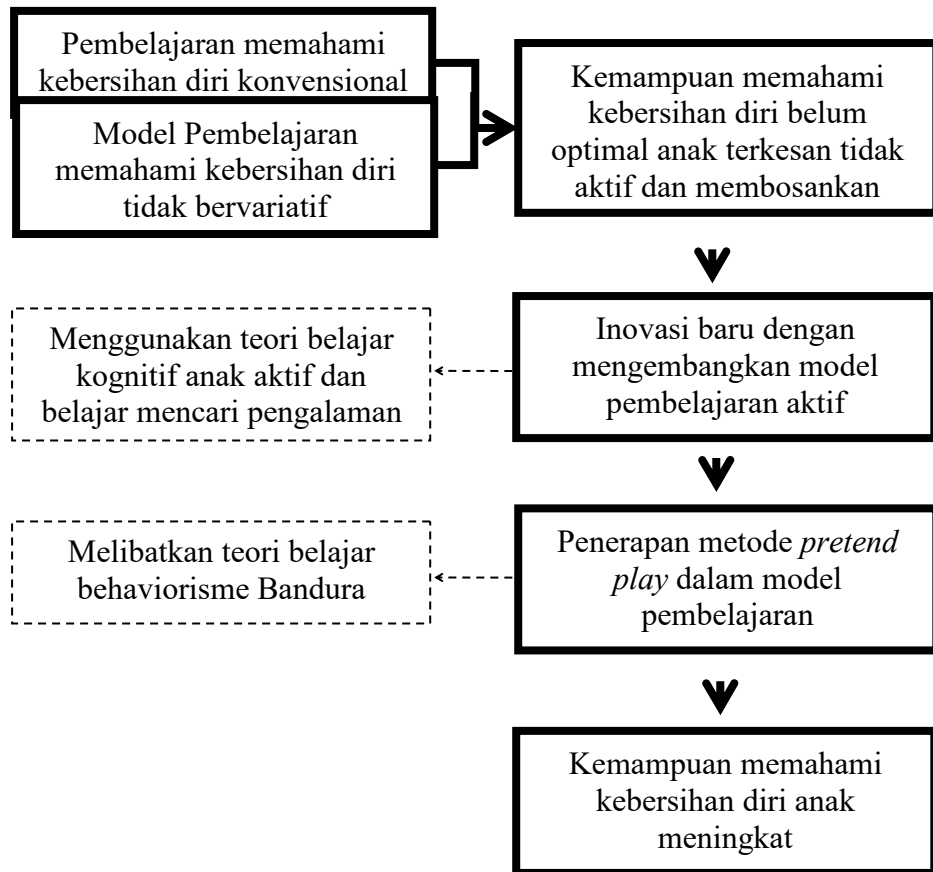 Pembelajaran memahami
kebersihan diri konvensional
Model Pembelajaran
memahami kebersihan diri
tidak bervariatif
Kemampuan memahami
kebersihan diri belum
optimal anak terkesan tidak
aktif dan membosankan
Inovasi baru dengan
mengembangkan model
pembelajaran aktif
Menggunakan teori belajar
kognitif anak aktif dan
belajar mencari pengalaman
Penerapan metode pretend
play dalam model
pembelajaran
Melibatkan teori belajar
behaviorisme Bandura
Kemampuan memahami
kebersihan diri anak
meningkat